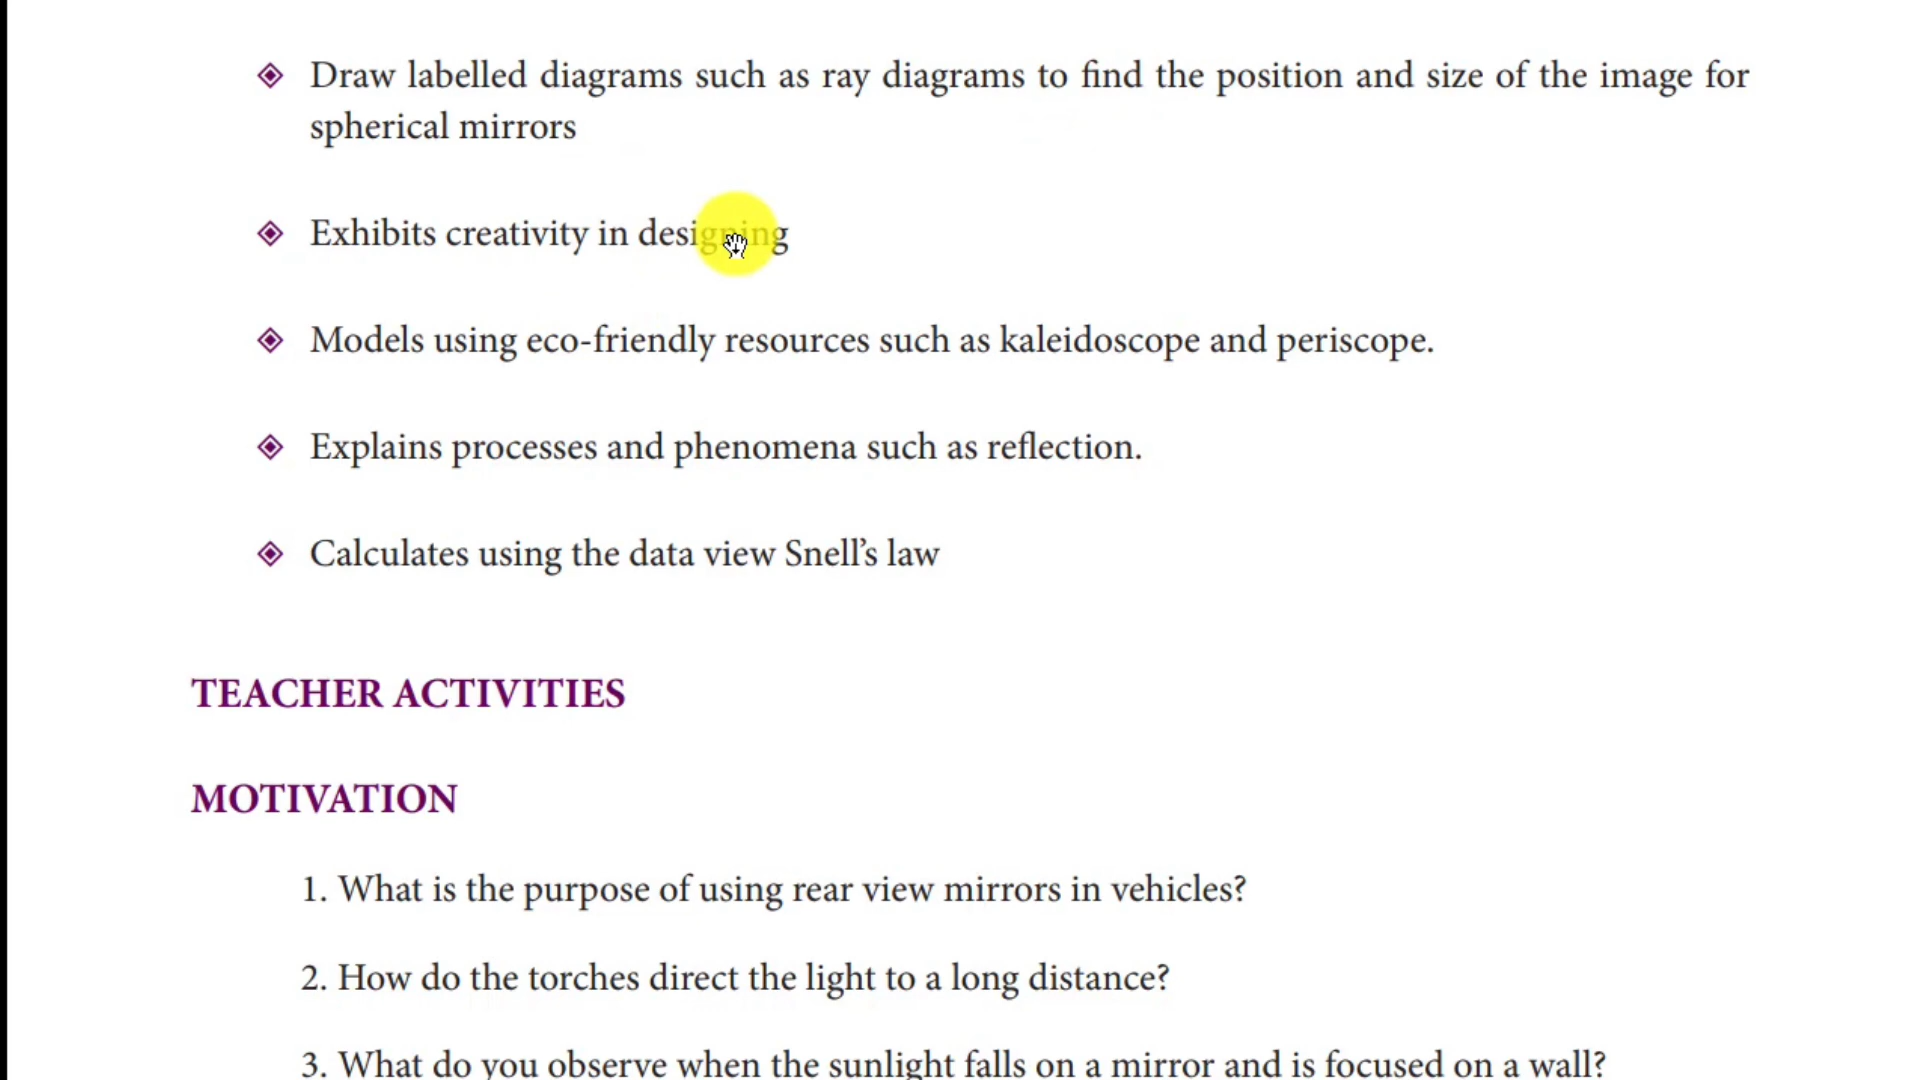 Draw labelled diagrams such as ray diagrams to find the position and size of the image for
spherical mirrors
Exhibits creativity in designing
Models using eco-friendly resources such as kaleidoscope and periscope.
Explains processes and phenomena such as reflection.
Calculates using the data view Snell’s law
TEACHER ACTIVITIES
MOTIVATION
1. What is the purpose of using rear view mirrors in vehicles?
2. How do the torches direct the light to a long distance?
3. What do you observe when the sunlight falls on a mirror and is focused on a wall?